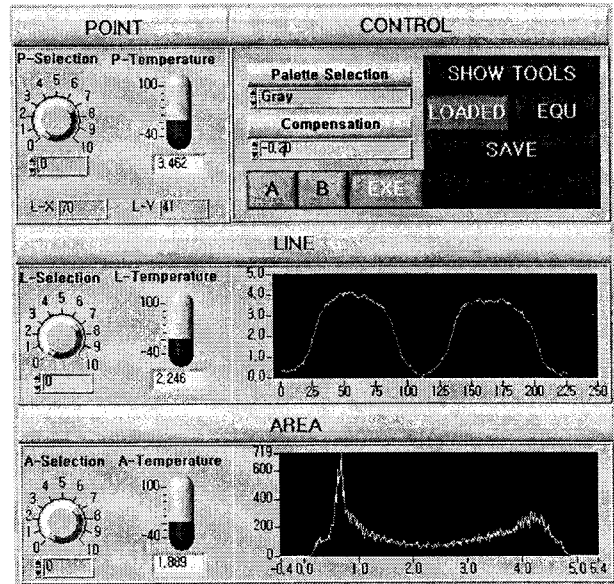 POINT
CONTROL
P-Selection P-Temperature
4 5 6
3 7
2 8
1 9
0 10
0
100
-40
3.462
L-X 70 L-Y 41
Palette Selection
Gray
Compensation
-0.20
A B EXE
SHOW TOOLS
LOADED EQU
SAVE
LINE
L-Selection L-Temperature
4 5 6
3 7
2 8
1 9
0 10
0
100
-40
2.246
5.0
4.0
3.0
2.0
1.0
0.0
0 25 50 75 100 125 150 175 200 225 250
AREA
A-Selection A-Temperature
4 5 6
3 7
2 8
1 9
0 10
0
100
-40
1.889
719
600
400
200
0
-0.4 0.0 1.0 2.0 3.0 4.0 5.0 5.4